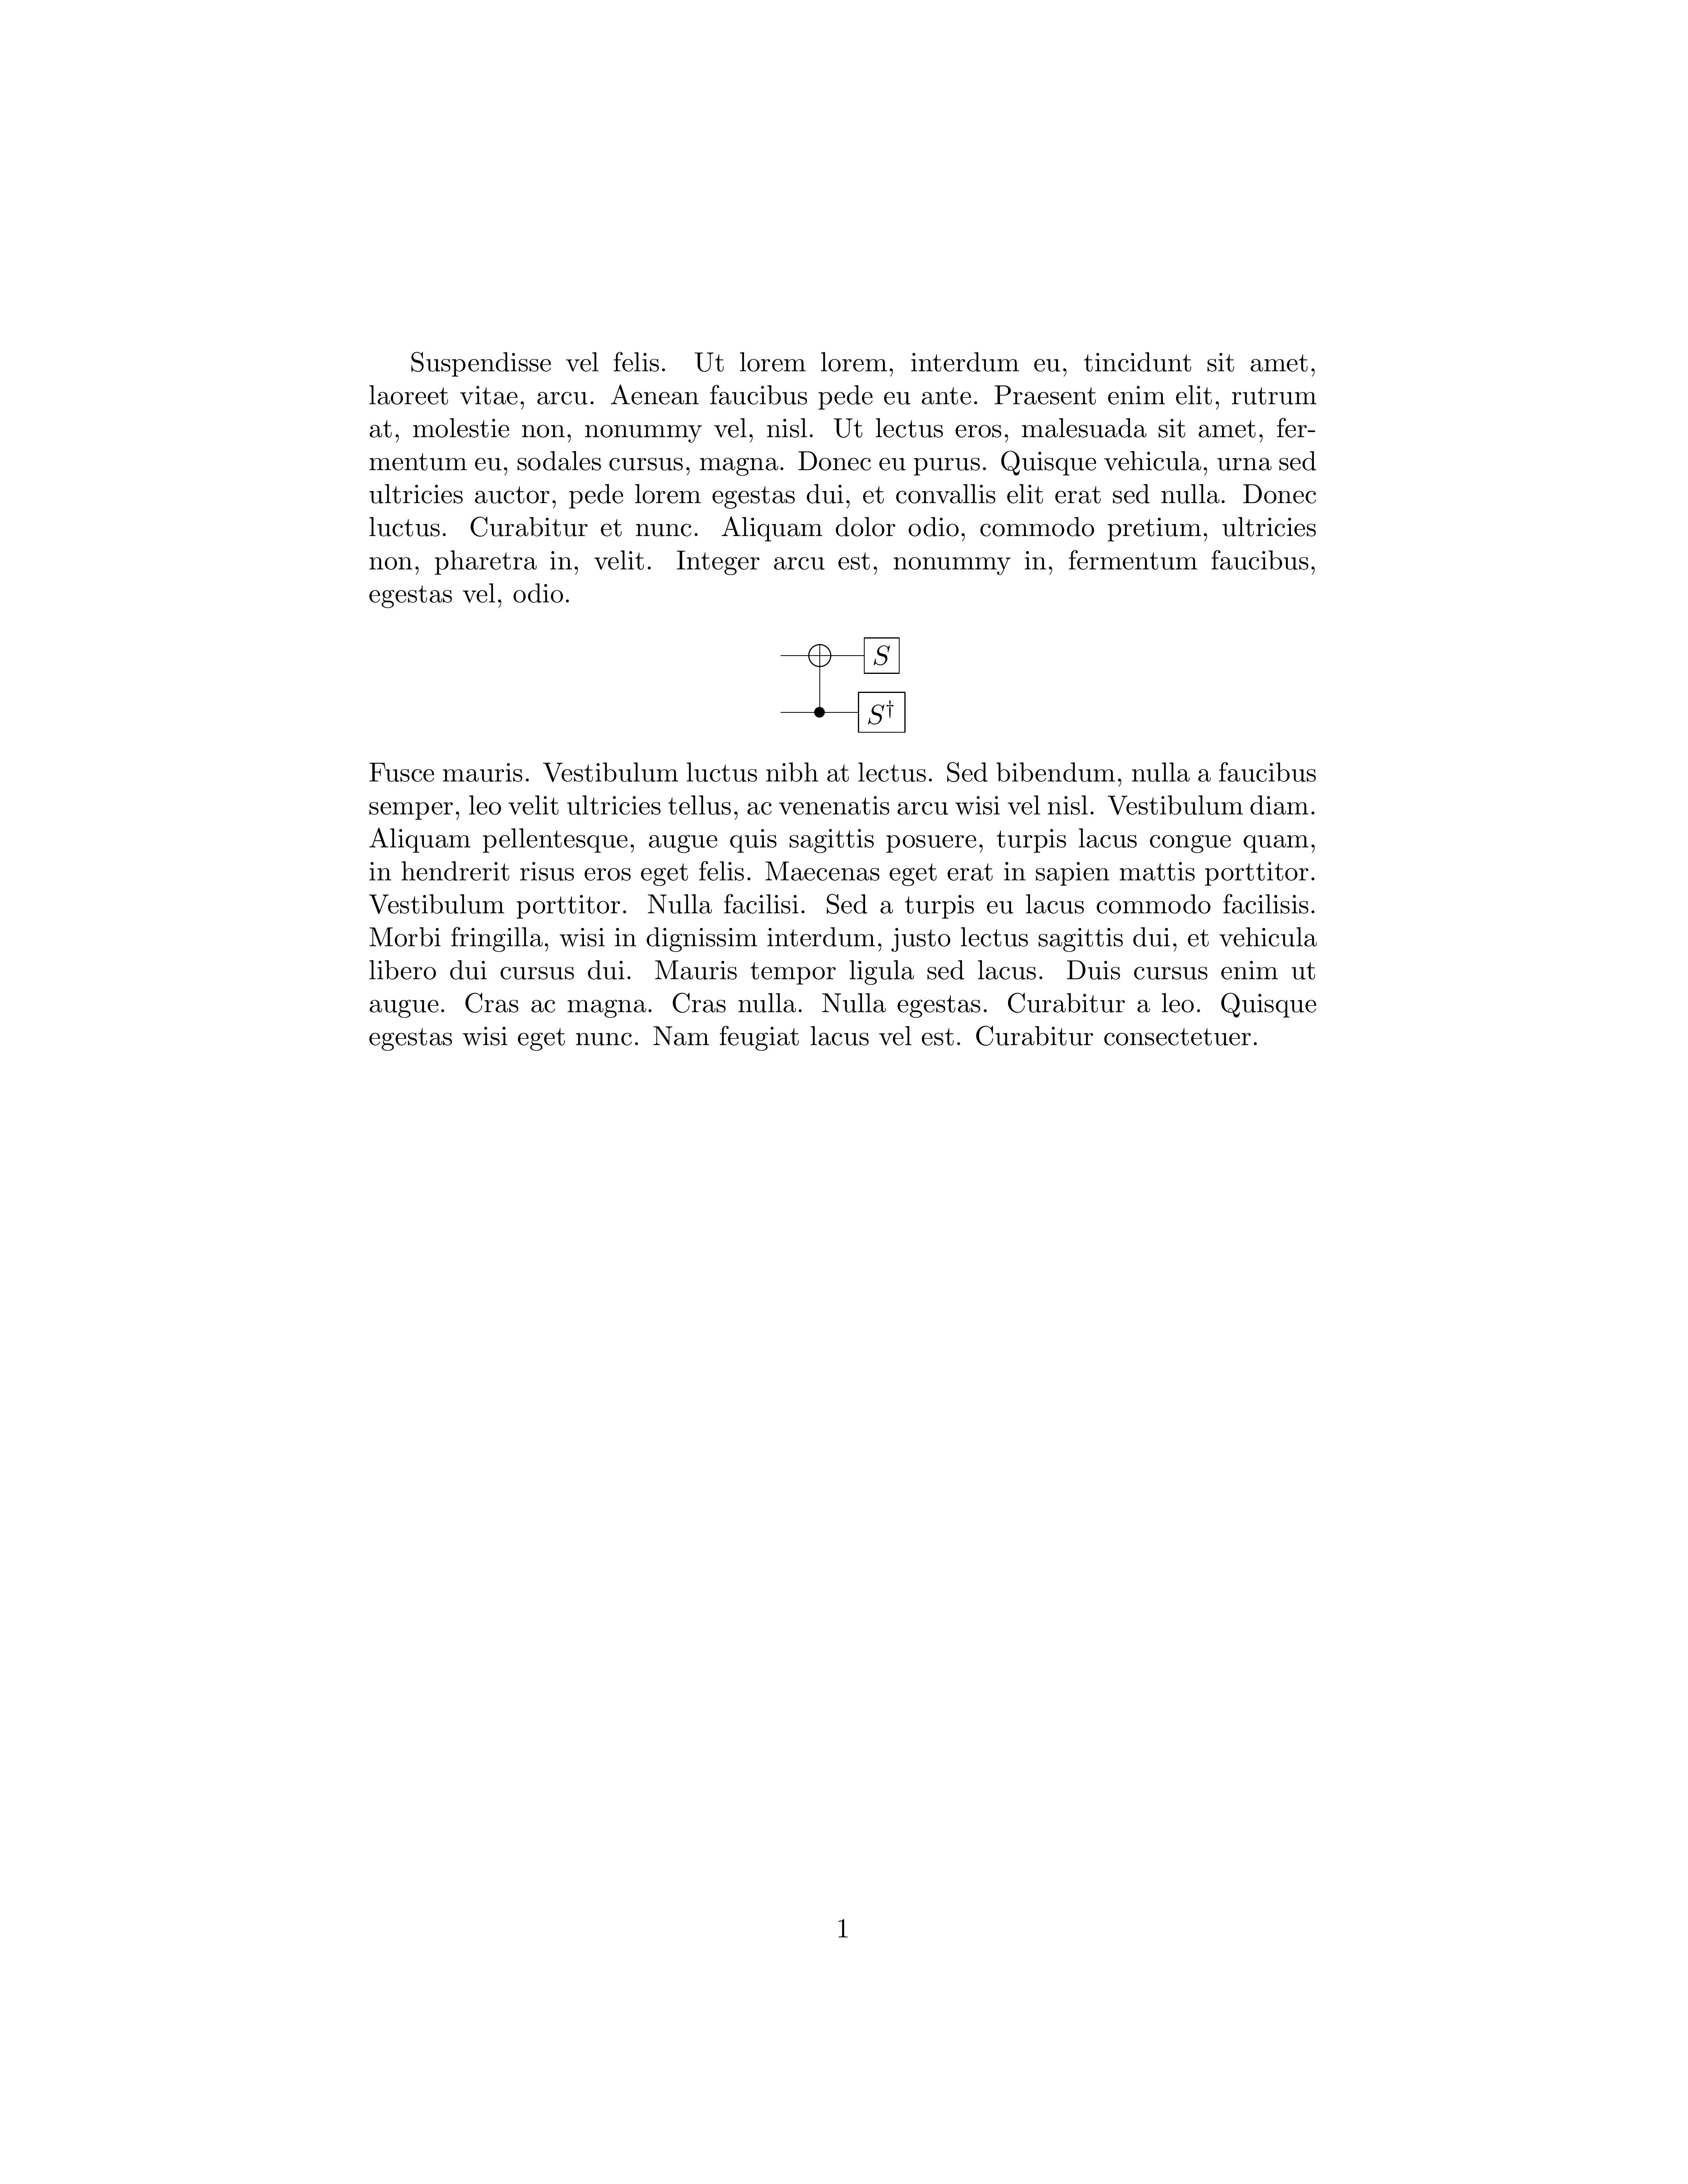 Suspendisse vel felis. Ut lorem lorem, interdum eu, tincidunt sit amet,
laoreet vitae, arcu. Aenean faucibus pede eu ante. Praesent enim elit, rutrum
at, molestie non, nonummy vel, nisl. Ut lectus eros, malesuada sit amet, fer-
mentum eu, sodales cursus, magna. Donec eu purus. Quisque vehicula, urna sed
ultricies auctor, pede lorem egestas dui, et convallis elit erat sed nulla. Donec
luctus. Curabitur et nunc. Aliquam dolor odio, commodo pretium, ultricies
non, pharetra in, velit. Integer arcu est, nonummy in, fermentum faucibus,
egestas vel, odio.
S
S†
Fusce mauris. Vestibulum luctus nibh at lectus. Sed bibendum, nulla a faucibus
semper, leo velit ultricies tellus, ac venenatis arcu wisi vel nisl. Vestibulum diam.
Aliquam pellentesque, augue quis sagittis posuere, turpis lacus congue quam,
in hendrerit risus eros eget felis. Maecenas eget erat in sapien mattis porttitor.
Vestibulum porttitor. Nulla facilisi. Sed a turpis eu lacus commodo facilisis.
Morbi fringilla, wisi in dignissim interdum, justo lectus sagittis dui, et vehicula
libero dui cursus dui. Mauris tempor ligula sed lacus. Duis cursus enim ut
augue. Cras ac magna. Cras nulla. Nulla egestas. Curabitur a leo. Quisque
egestas wisi eget nunc. Nam feugiat lacus vel est. Curabitur consectetuer.
1